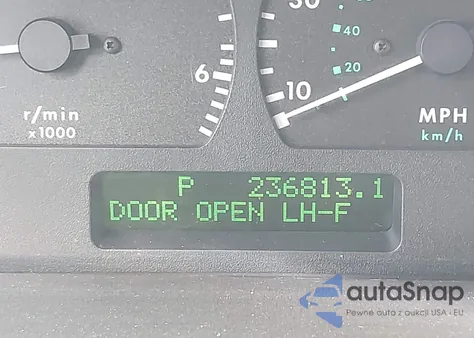 30
40
6
20
10
r/min
x1000
MPH
km/h
P 236813.1
DOOR OPEN LH-F
autoSnap
Pewne auta z aukcji USA - EU